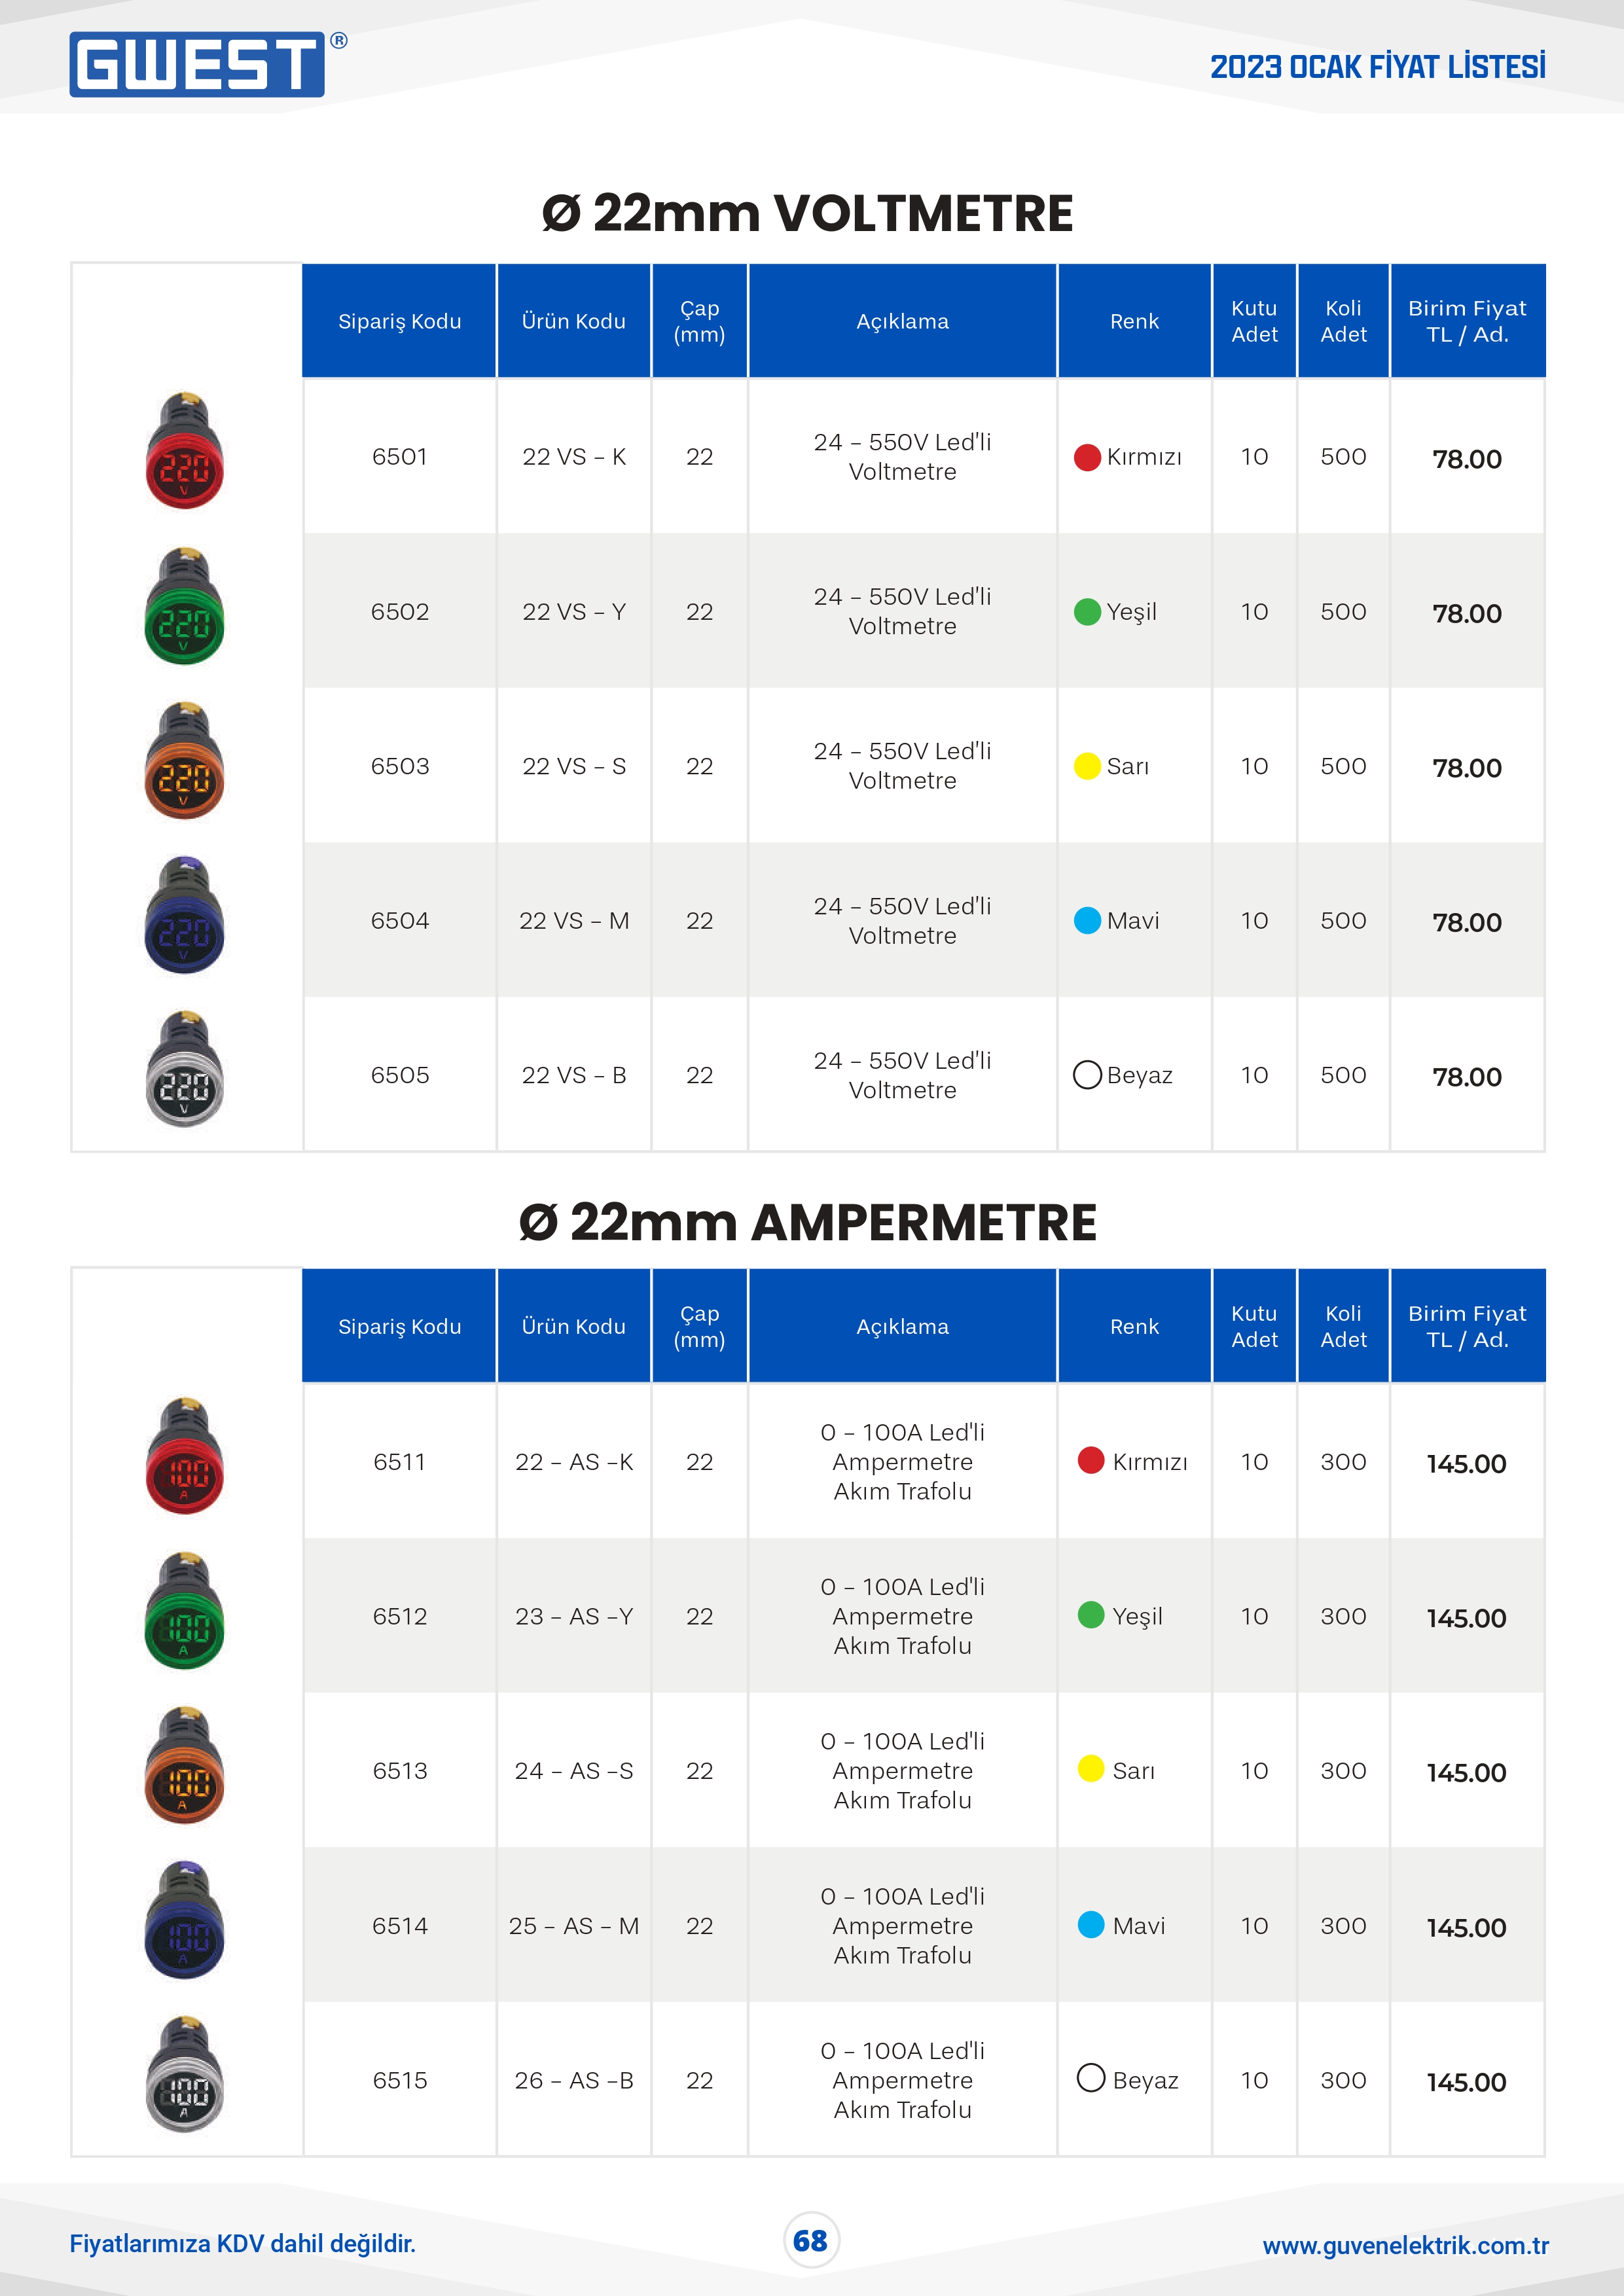 GWEST®
2023 OCAK FİYAT LİSTESİ
Ø 22mm VOLTMETRE
Sipariş Kodu Ürün Kodu Çap (mm) Açıklama Renk Kutu Adet Koli Adet Birim Fiyat TL / Ad.
220 V 6501 22 VS – K 22 24 – 550V Led'li Voltmetre Kırmızı 10 500 78.00
220 V 6502 22 VS – Y 22 24 – 550V Led'li Voltmetre Yeşil 10 500 78.00
220 V 6503 22 VS – S 22 24 – 550V Led'li Voltmetre Sarı 10 500 78.00
220 V 6504 22 VS – M 22 24 – 550V Led'li Voltmetre Mavi 10 500 78.00
220 V 6505 22 VS – B 22 24 – 550V Led'li Voltmetre Beyaz 10 500 78.00
Ø 22mm AMPERMETRE
Sipariş Kodu Ürün Kodu Çap (mm) Açıklama Renk Kutu Adet Koli Adet Birim Fiyat TL / Ad.
100 A 6511 22 – AS –K 22 0 – 100A Led'li Ampermetre Akım Trafolu Kırmızı 10 300 145.00
100 A 6512 23 – AS –Y 22 0 – 100A Led'li Ampermetre Akım Trafolu Yeşil 10 300 145.00
100 A 6513 24 – AS –S 22 0 – 100A Led'li Ampermetre Akım Trafolu Sarı 10 300 145.00
100 A 6514 25 – AS – M 22 0 – 100A Led'li Ampermetre Akım Trafolu Mavi 10 300 145.00
100 A 6515 26 – AS –B 22 0 – 100A Led'li Ampermetre Akım Trafolu Beyaz 10 300 145.00
Fiyatlarımıza KDV dahil değildir.
68
www.guvenelektrik.com.tr